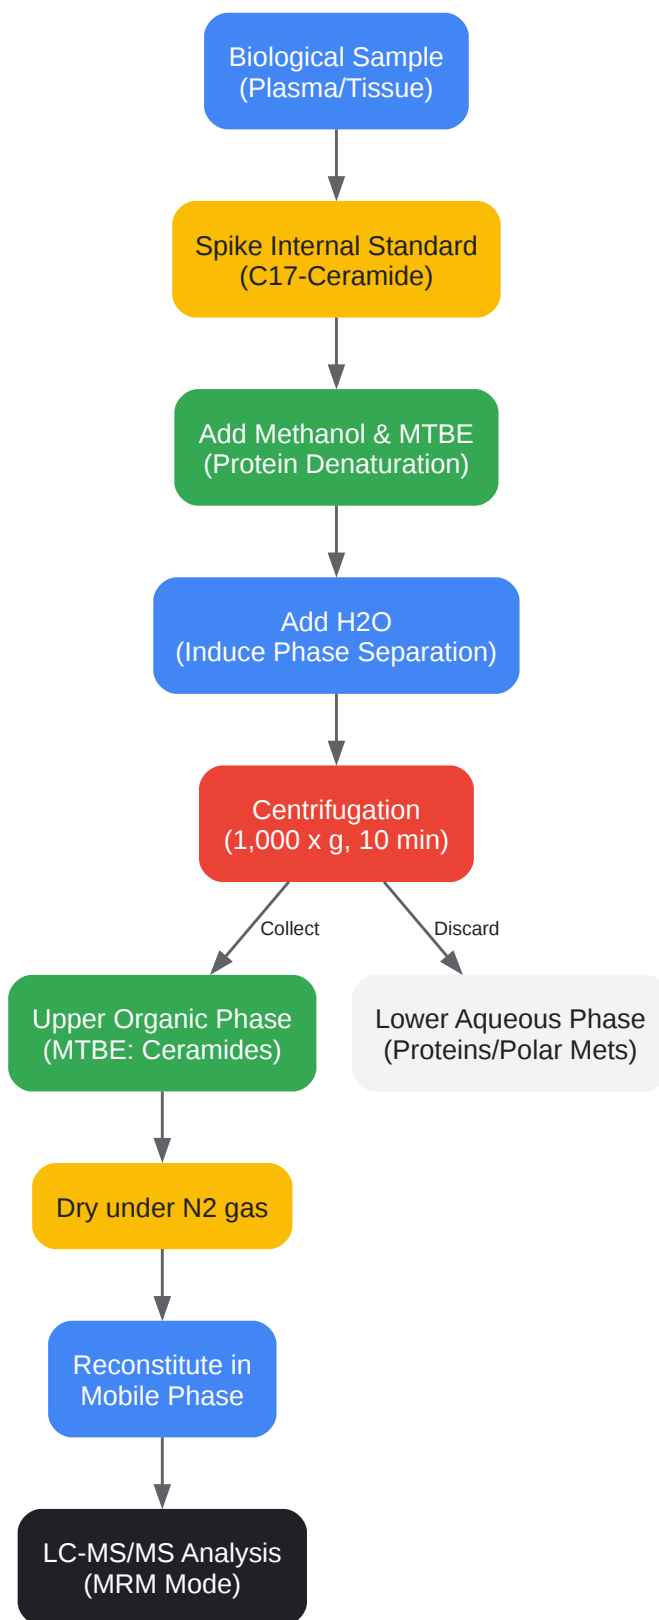 Biological Sample
(Plasma/Tissue)
Spike Internal Standard
(C17-Ceramide)
Add Methanol & MTBE
(Protein Denaturation)
Add H2O
(Induce Phase Separation)
Centrifugation
(1,000 x g, 10 min)
Collect
Discard
Upper Organic Phase
(MTBE: Ceramides)
Lower Aqueous Phase
(Proteins/Polar Mets)
Dry under N2 gas
Reconstitute in
Mobile Phase
LC-MS/MS Analysis
(MRM Mode)